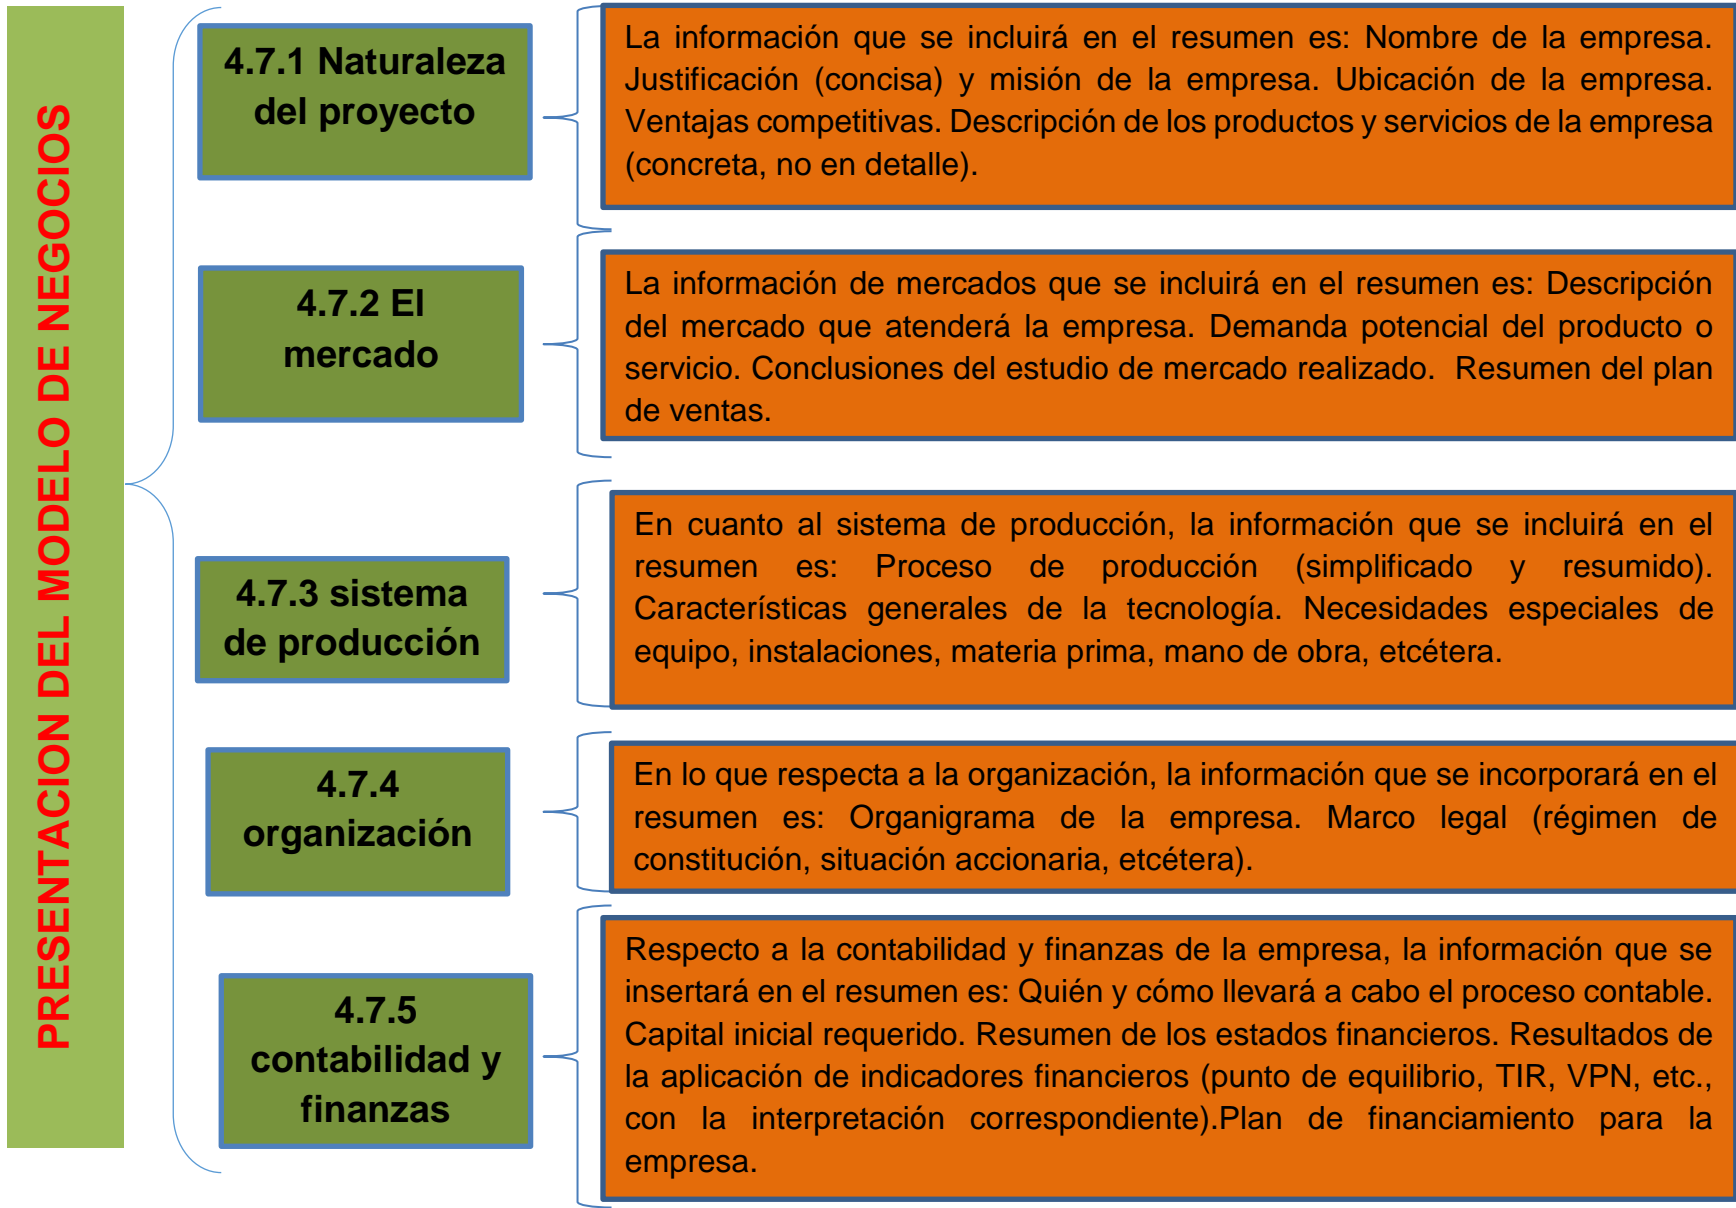 PRESENTACION DEL MODELO DE NEGOCIOS
4.7.1 Naturaleza
del proyecto
La información que se incluirá en el resumen es: Nombre de la empresa.
Justificación (concisa) y misión de la empresa. Ubicación de la empresa.
Ventajas competitivas. Descripción de los productos y servicios de la empresa
(concreta, no en detalle).
4.7.2 El
mercado
La información de mercados que se incluirá en el resumen es: Descripción
del mercado que atenderá la empresa. Demanda potencial del producto o
servicio. Conclusiones del estudio de mercado realizado. Resumen del plan
de ventas.
4.7.3 sistema
de producción
En cuanto al sistema de producción, la información que se incluirá en el
resumen es: Proceso de producción (simplificado y resumido).
Características generales de la tecnología. Necesidades especiales de
equipo, instalaciones, materia prima, mano de obra, etcétera.
4.7.4
organización
En lo que respecta a la organización, la información que se incorporará en el
resumen es: Organigrama de la empresa. Marco legal (régimen de
constitución, situación accionaria, etcétera).
4.7.5
contabilidad y
finanzas
Respecto a la contabilidad y finanzas de la empresa, la información que se
insertará en el resumen es: Quién y cómo llevará a cabo el proceso contable.
Capital inicial requerido. Resumen de los estados financieros. Resultados de
la aplicación de indicadores financieros (punto de equilibrio, TIR, VPN, etc.,
con la interpretación correspondiente).Plan de financiamiento para la
empresa.